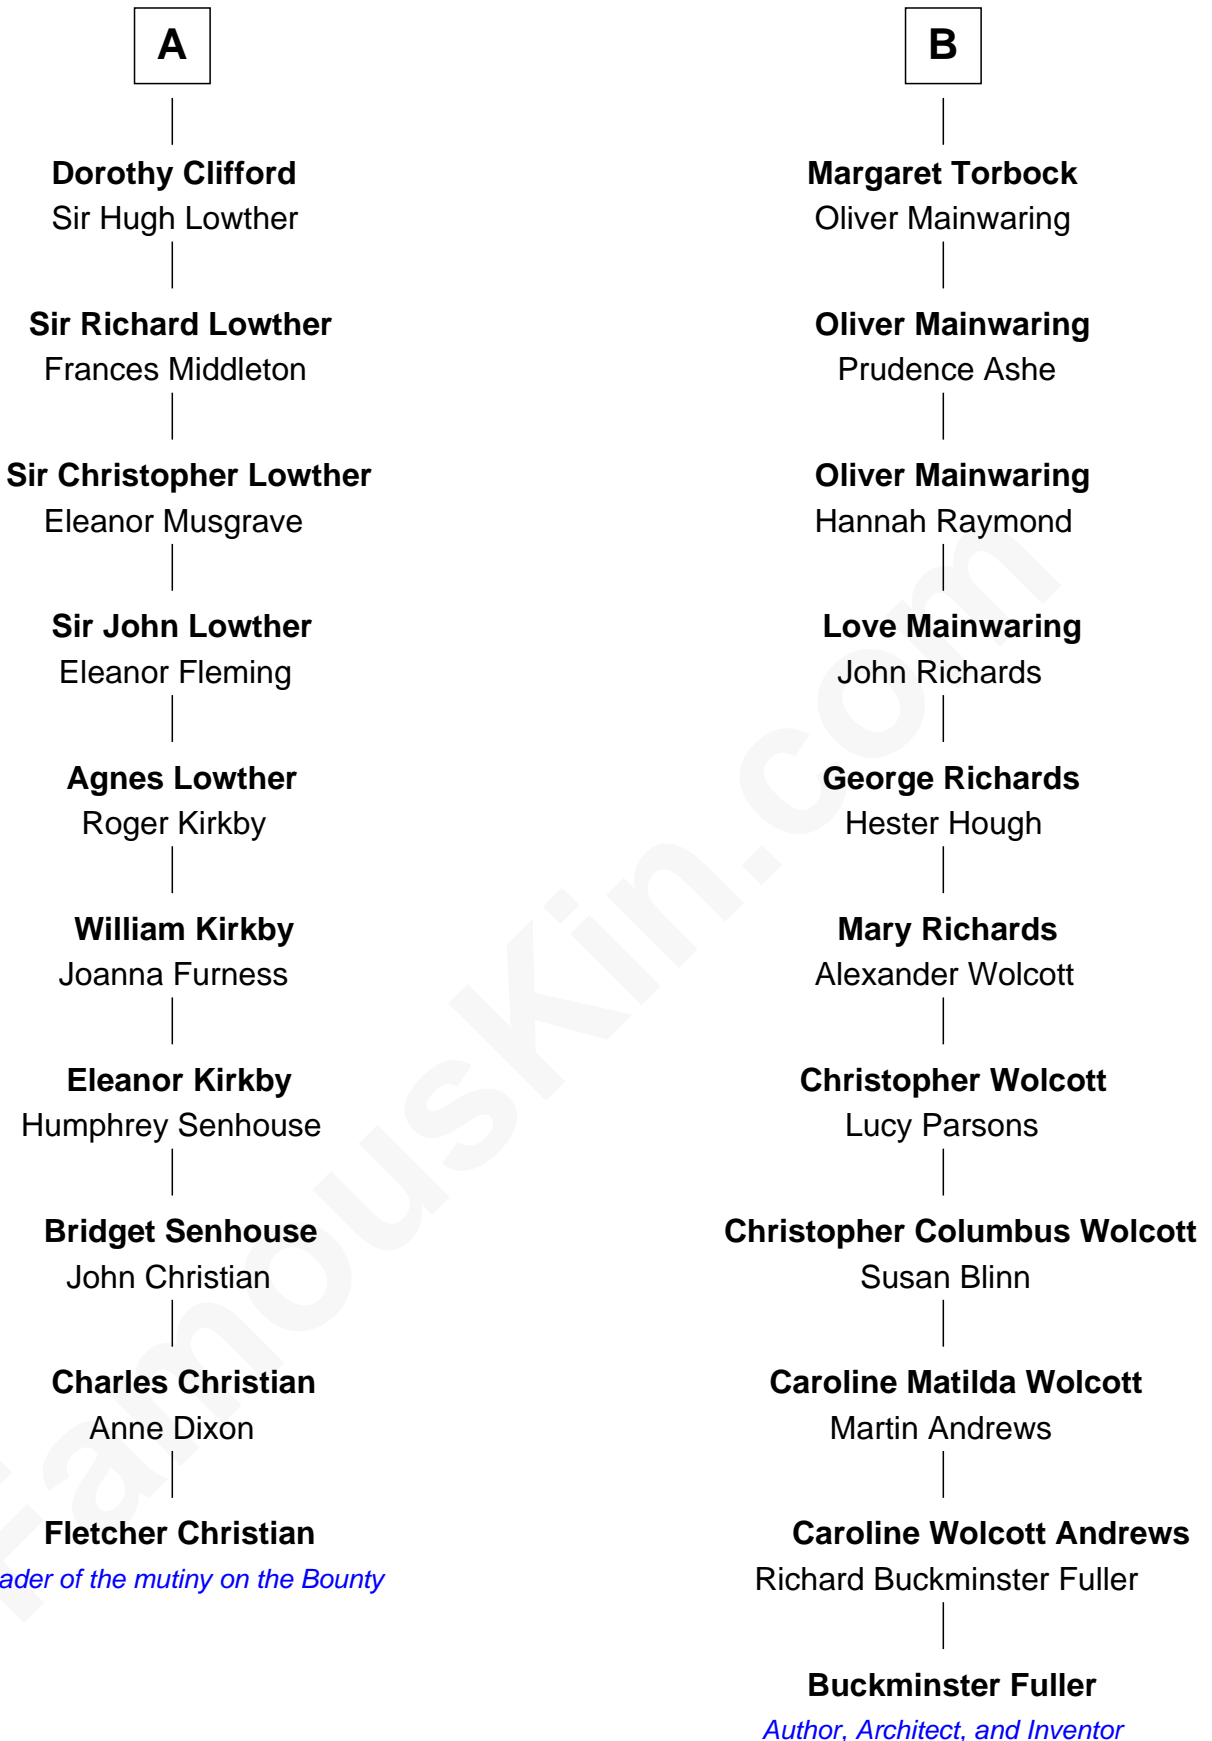 A
Dorothy Clifford
Sir Hugh Lowther
Sir Richard Lowther
Frances Middleton
Sir Christopher Lowther
Eleanor Musgrave
Sir John Lowther
Eleanor Fleming
Agnes Lowther
Roger Kirkby
William Kirkby
Joanna Furness
Eleanor Kirkby
Humphrey Senhouse
Bridget Senhouse
John Christian
Charles Christian
Anne Dixon
Fletcher Christian
of the mutiny on the Bounty
B
Margaret Torbock
Oliver Mainwaring
Oliver Mainwaring
Prudence Ashe
Oliver Mainwaring
Hannah Raymond
Love Mainwaring
John Richards
George Richards
Hester Hough
Mary Richards
Alexander Wolcott
Christopher Wolcott
Lucy Parsons
Christopher Columbus Wolcott
Susan Blinn
Caroline Matilda Wolcott
Martin Andrews
Caroline Wolcott Andrews
Richard Buckminster Fuller
Buckminster Fuller
Author, Architect, and Inventor
FamousKin.com